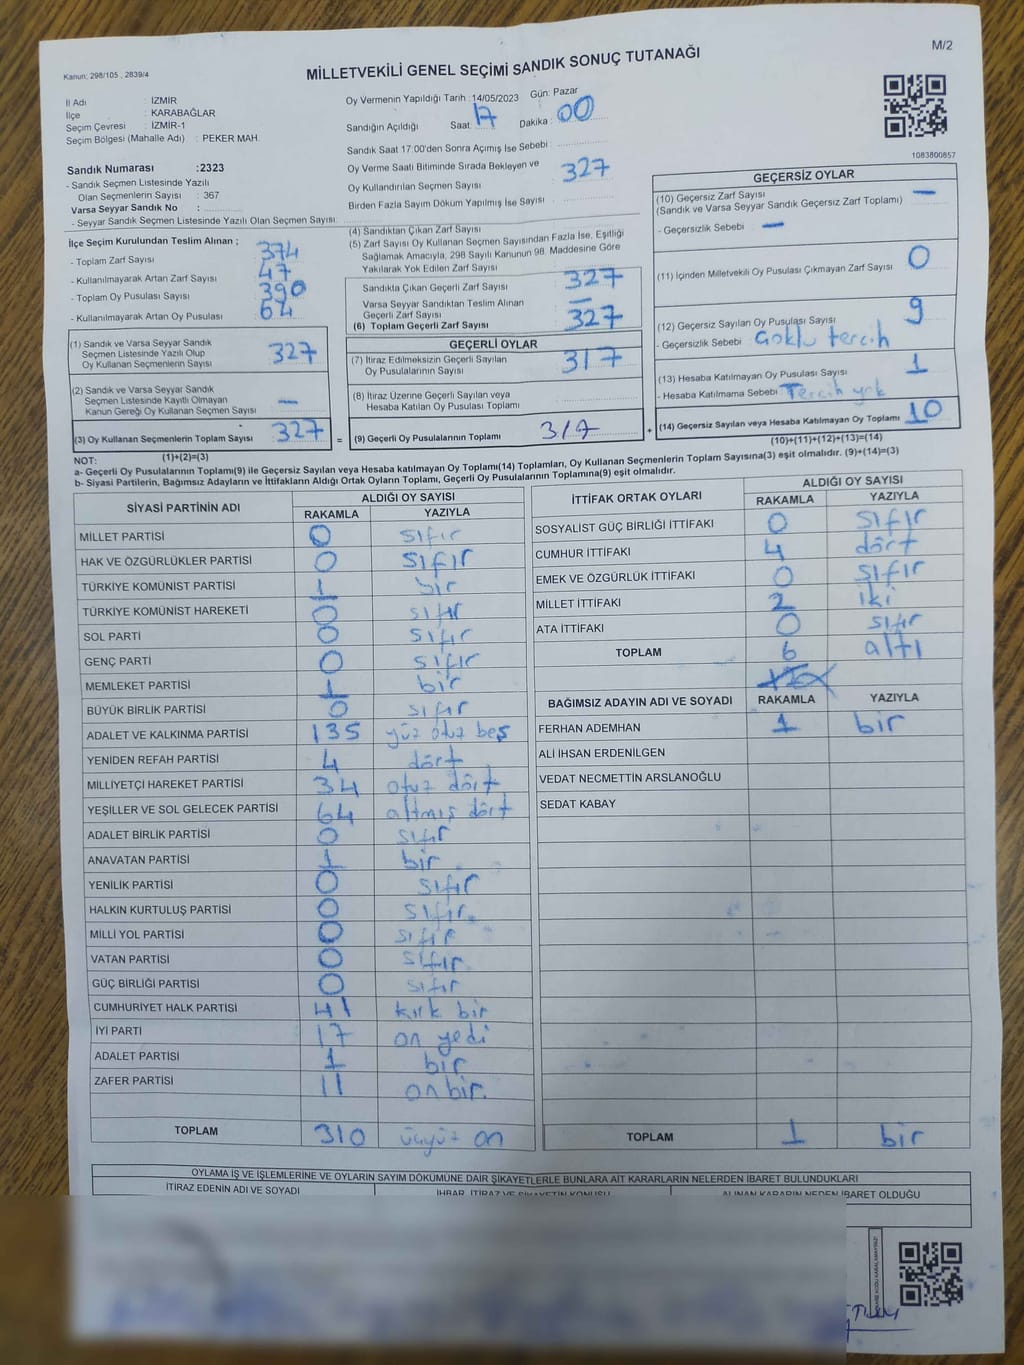 M/2
Kanun; 298/105 , 2839/4
MİLLETVEKİLİ GENEL SEÇİMİ SANDIK SONUÇ TUTANAĞI
İl Adı : İZMİR
İlçe : KARABAĞLAR
Seçim Çevresi : İZMİR-1
Seçim Bölgesi (Mahalle Adı) : PEKER MAH.
Oy Vermenin Yapıldığı Tarih :14/05/2023 Gün: Pazar
Sandığın Açıldığı Saat: 17 Dakika : 00
Sandık Saat 17:00'den Sonra Açımış İse Sebebi :
Oy Verme Saati Bitiminde Sırada Bekleyen ve
Oy Kullandırılan Seçmen Sayısı 327
Birden Fazla Sayım Döküm Yapılmış İse Sayısı
1083800857
Sandık Numarası :2323
- Sandık Seçmen Listesinde Yazılı
Olan Seçmenlerin Sayısı : 367
Varsa Seyyar Sandık No :
- Seyyar Sandık Seçmen Listesinde Yazılı Olan Seçmen Sayısı:
İlçe Seçim Kurulundan Teslim Alınan ;
- Toplam Zarf Sayısı 374
- Kullanılmayarak Artan Zarf Sayısı 47
- Toplam Oy Pusulası Sayısı 390
- Kullanılmayarak Artan Oy Pusulası 64
(1) Sandık ve Varsa Seyyar Sandık
Seçmen Listesinde Yazılı Olup
Oy Kullanan Seçmenlerin Sayısı 327
(2) Sandık ve Varsa Seyyar Sandık
Seçmen Listesinde Kayıtlı Olmayan
Kanun Gereği Oy Kullanan Seçmen Sayısı —
(3) Oy Kullanan Seçmenlerin Toplam Sayısı 327 =
(1)+(2)=(3)
(4) Sandıktan Çıkan Zarf Sayısı
(5) Zarf Sayısı Oy Kullanan Seçmen Sayısından Fazla İse, Eşitliği
Sağlamak Amacıyla, 298 Sayılı Kanunun 98. Maddesine Göre
Yakılarak Yok Edilen Zarf Sayısı
Sandıkla Çıkan Geçerli Zarf Sayısı 327
Varsa Seyyar Sandıktan Teslim Alınan
Geçerli Zarf Sayısı —
(6) Toplam Geçerli Zarf Sayısı 327
GEÇERLİ OYLAR
(7) İtiraz Edilmeksizin Geçerli Sayılan
Oy Pusulalarının Sayısı 317
(8) İtiraz Üzerine Geçerli Sayılan veya
Hesaba Katılan Oy Pusulası Toplamı
(9) Geçerli Oy Pusulalarının Toplamı 317 +
GEÇERSİZ OYLAR
(10) Geçersiz Zarf Sayısı —
(Sandık ve Varsa Seyyar Sandık Geçersiz Zarf Toplamı)
- Geçersizlik Sebebi : —
(11) İçinden Milletvekili Oy Pusulası Çıkmayan Zarf Sayısı 0
(12) Geçersiz Sayılan Oy Pusulası Sayısı 9
- Geçersizlik Sebebi : Çoklu tercih
(13) Hesaba Katılmayan Oy Pusulası Sayısı 1
- Hesaba Katılmama Sebebi : Tercih yok
(14) Geçersiz Sayılan veya Hesaba Katılmayan Oy Toplamı 10
(10)+(11)+(12)+(13)=(14)
NOT:
a- Geçerli Oy Pusulalarının Toplamı(9) ile Geçersiz Sayılan veya Hesaba katılmayan Oy Toplamı(14) Toplamları, Oy Kullanan Seçmenlerin Toplam Sayısına(3) eşit olmalıdır. (9)+(14)=(3)
b- Siyasi Partilerin, Bağımsız Adayların ve İttifakların Aldığı Ortak Oyların Toplamı, Geçerli Oy Pusulalarının Toplamına(9) eşit olmalıdır.
SİYASİ PARTİNİN ADI ALDIĞI OY SAYISI
RAKAMLA YAZIYLA
MİLLET PARTİSİ 0 sıfır
HAK VE ÖZGÜRLÜKLER PARTİSİ 0 sıfır
TÜRKİYE KOMÜNİST PARTİSİ 1 bir
TÜRKİYE KOMÜNİST HAREKETİ 0 sıfır
SOL PARTİ 0 sıfır
GENÇ PARTİ 0 sıfır
MEMLEKET PARTİSİ 1 bir
BÜYÜK BİRLİK PARTİSİ 0 sıfır
ADALET VE KALKINMA PARTİSİ 135 yüz otuz beş
YENİDEN REFAH PARTİSİ 4 dört
MİLLİYETÇİ HAREKET PARTİSİ 34 otuz dört
YEŞİLLER VE SOL GELECEK PARTİSİ 64 altmış dört
ADALET BİRLİK PARTİSİ 0 sıfır
ANAVATAN PARTİSİ 1 bir
YENİLİK PARTİSİ 0 sıfır
HALKIN KURTULUŞ PARTİSİ 0 sıfır
MİLLİ YOL PARTİSİ 0 sıfır
VATAN PARTİSİ 0 sıfır
GÜÇ BİRLİĞİ PARTİSİ 0 sıfır
CUMHURİYET HALK PARTİSİ 41 kırk bir
İYİ PARTİ 17 on yedi
ADALET PARTİSİ 1 bir
ZAFER PARTİSİ 11 on bir.
TOPLAM 310 üçyüz on
İTTİFAK ORTAK OYLARI ALDIĞI OY SAYISI
RAKAMLA YAZIYLA
SOSYALİST GÜÇ BİRLİĞİ İTTİFAKI 0 sıfır
CUMHUR İTTİFAKI 4 dört
EMEK VE ÖZGÜRLÜK İTTİFAKI 0 sıfır
MİLLET İTTİFAKI 2 iki
ATA İTTİFAKI 0 sıfır
TOPLAM 6 altı
BAĞIMSIZ ADAYIN ADI VE SOYADI RAKAMLA YAZIYLA
FERHAN ADEMHAN 1 bir
ALİ İHSAN ERDENİLGEN
VEDAT NECMETTİN ARSLANOĞLU
SEDAT KABAY
TOPLAM 1 bir
OYLAMA İŞ VE İŞLEMLERİNE VE OYLARIN SAYIM DÖKÜMÜNE DAİR ŞİKAYETLERLE BUNLARA AİT KARARLARIN NELERDEN İBARET BULUNDUKLARI
İTİRAZ EDENİN ADI VE SOYADI İHBAR, İTİRAZ VE ŞİKAYETİN KONUSU ALINAN KARARIN NEDEN İBARET OLDUĞU